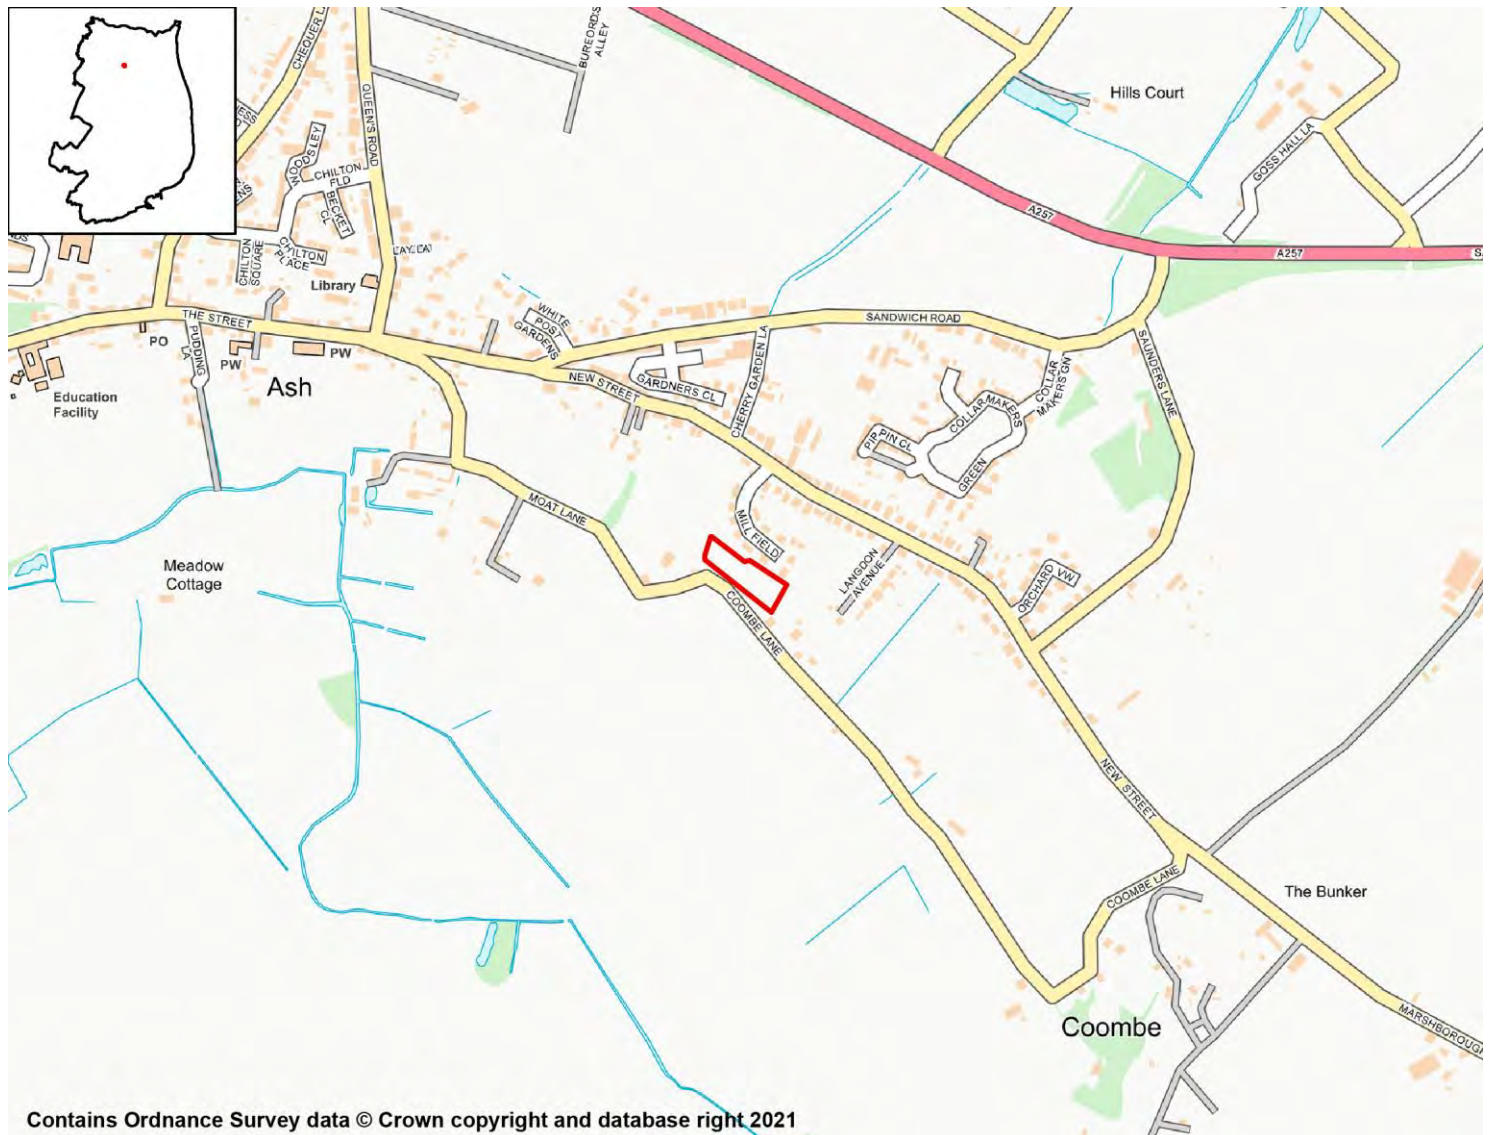 CHEQUER L
BUREFORD'S
ALLEY
QUEEN'S ROAD
Hills Court
GOSS HALL LA
MOODSLEY
CHILTON
FLD
BECKET
CL
CHILTON
PLACE
CHILTON
SQUARE
A257
A257
Library
THE STREET
WHITE
POST
GARDENS
SANDWICH ROAD
PO
PUDDING
LA
PW
PW
Ash
NEW STREET
GARDNERS CL
CHERRY GARDEN LA
COLLAR
MAKERS GN
SAUNDERS LANE
Education
Facility
COLLAR MAKERS
GREEN
PIPPIN CL
MOAT LANE
MILL FIELD
LANGDON
AVENUE
ORCHARD VW
Meadow
Cottage
COOMBE LANE
NEW STREET
COOMBE LANE
The Bunker
MARSHBOROUGH
Coombe
Contains Ordnance Survey data © Crown copyright and database right 2021